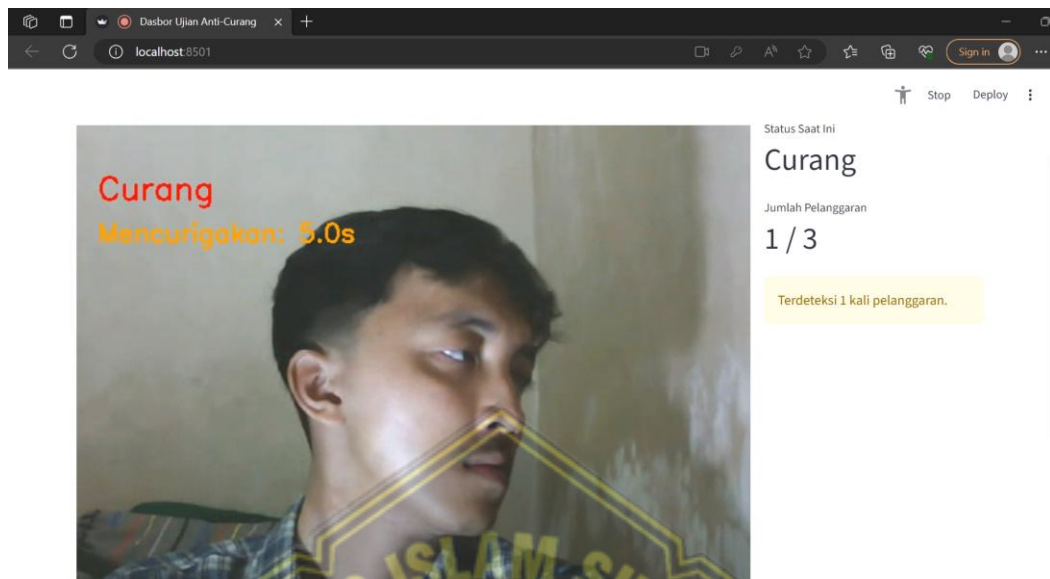 Dasbor Ujian Anti-Curang
localhost:8501
Sign in
Stop Deploy
Curang
Mencurigakan: 5.0s
Status Saat Ini
Curang
Jumlah Pelanggaran
1 / 3
Terdeteksi 1 kali pelanggaran.
ISLAM